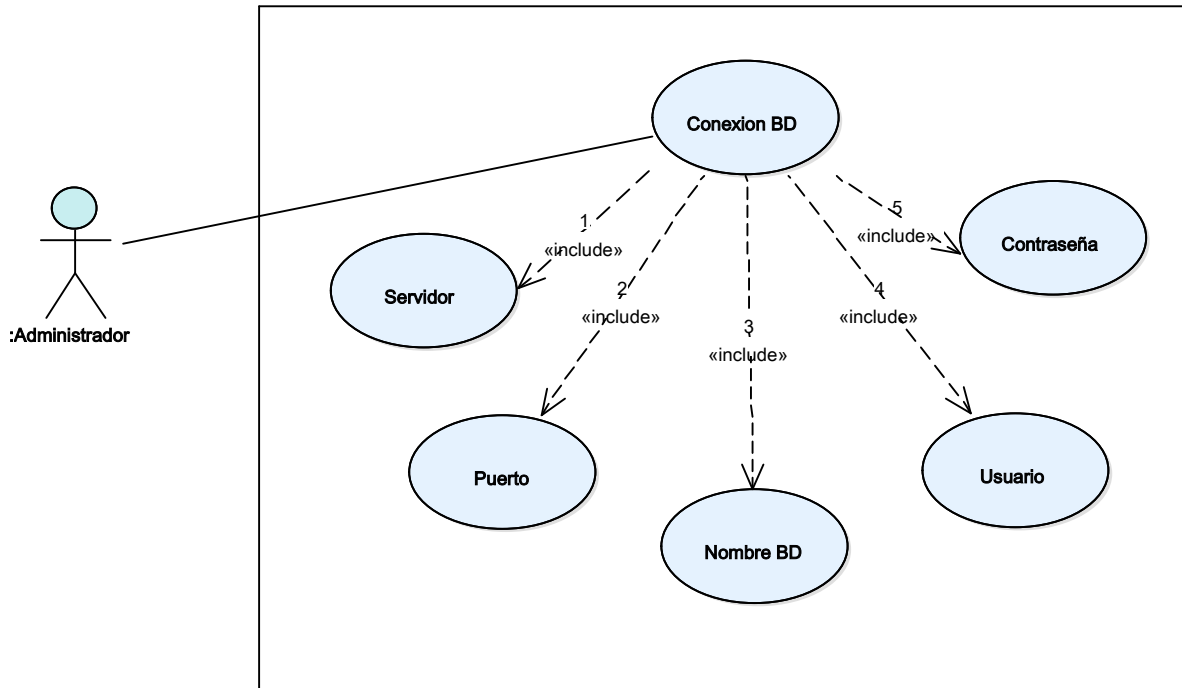 Conexion BD
:Administrador
1
«include»
Servidor
2
«include»
Puerto
3
«include»
Nombre BD
4
«include»
Usuario
5
«include»
Contraseña